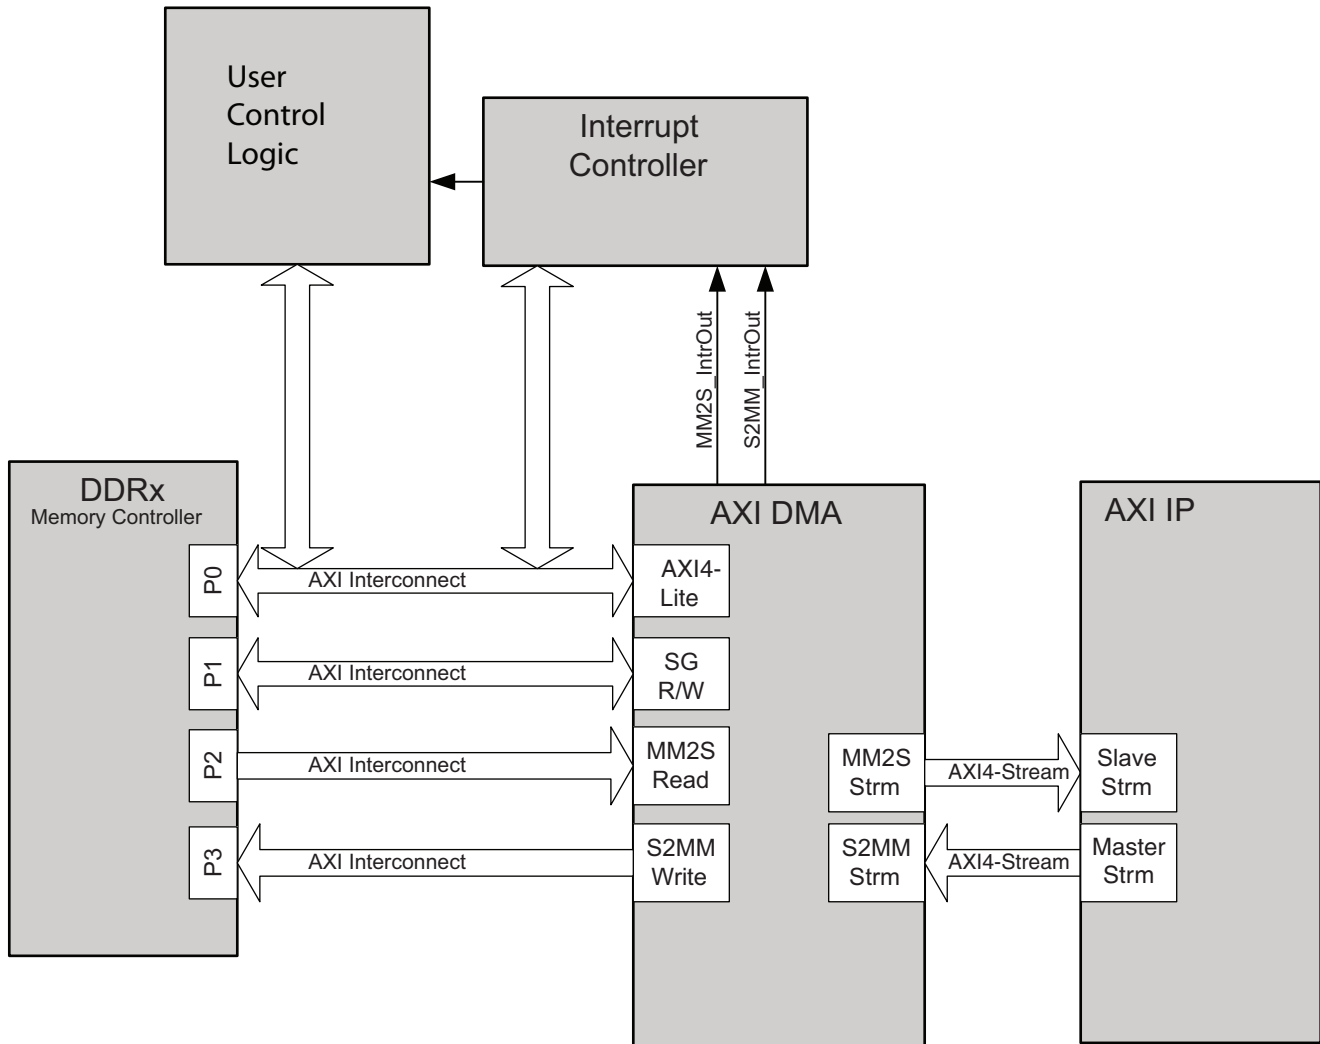 User
Control
Logic
Interrupt
Controller
MM2S_IntrOut
S2MM_IntrOut
DDRx
Memory Controller
AXI DMA
AXI IP
P0
AXI Interconnect
AXI4-
Lite
P1
AXI Interconnect
SG
R/W
P2
AXI Interconnect
MM2S
Read
MM2S
Strm
AXI4-Stream
Slave
Strm
P3
AXI Interconnect
S2MM
Write
S2MM
Strm
AXI4-Stream
Master
Strm